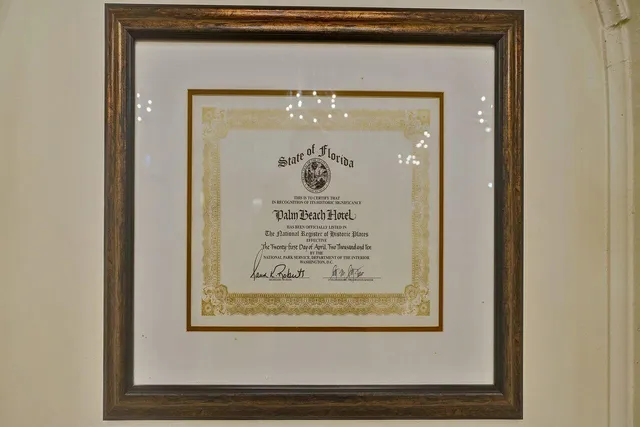 State of Florida
THIS IS TO CERTIFY THAT
IN RECOGNITION OF ITS HISTORIC SIGNIFICANCE
Palm Beach Hotel
HAS BEEN OFFICIALLY LISTED IN
The National Register of Historic Places
EFFECTIVE
The Twenty first Day of April, Two Thousand and Ten
BY THE
NATIONAL PARK SERVICE, DEPARTMENT OF THE INTERIOR
WASHINGTON, D.C.